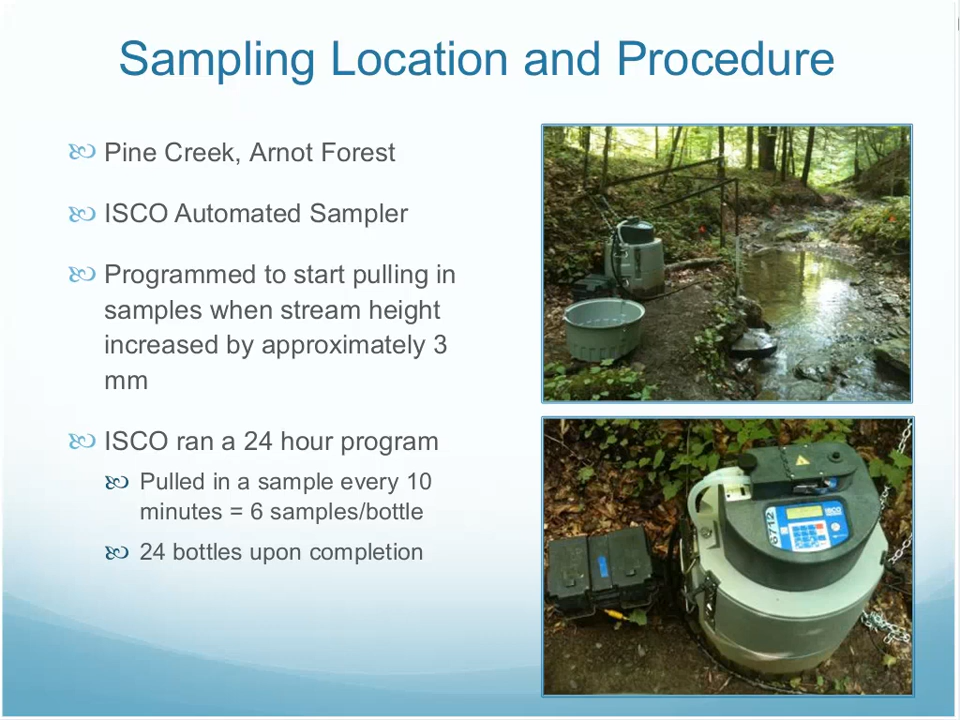 Sampling Location and Procedure
Pine Creek, Arnot Forest
ISCO Automated Sampler
Programmed to start pulling in
samples when stream height
increased by approximately 3
mm
ISCO ran a 24 hour program
Pulled in a sample every 10
minutes = 6 samples/bottle
24 bottles upon completion
6712
ISCO